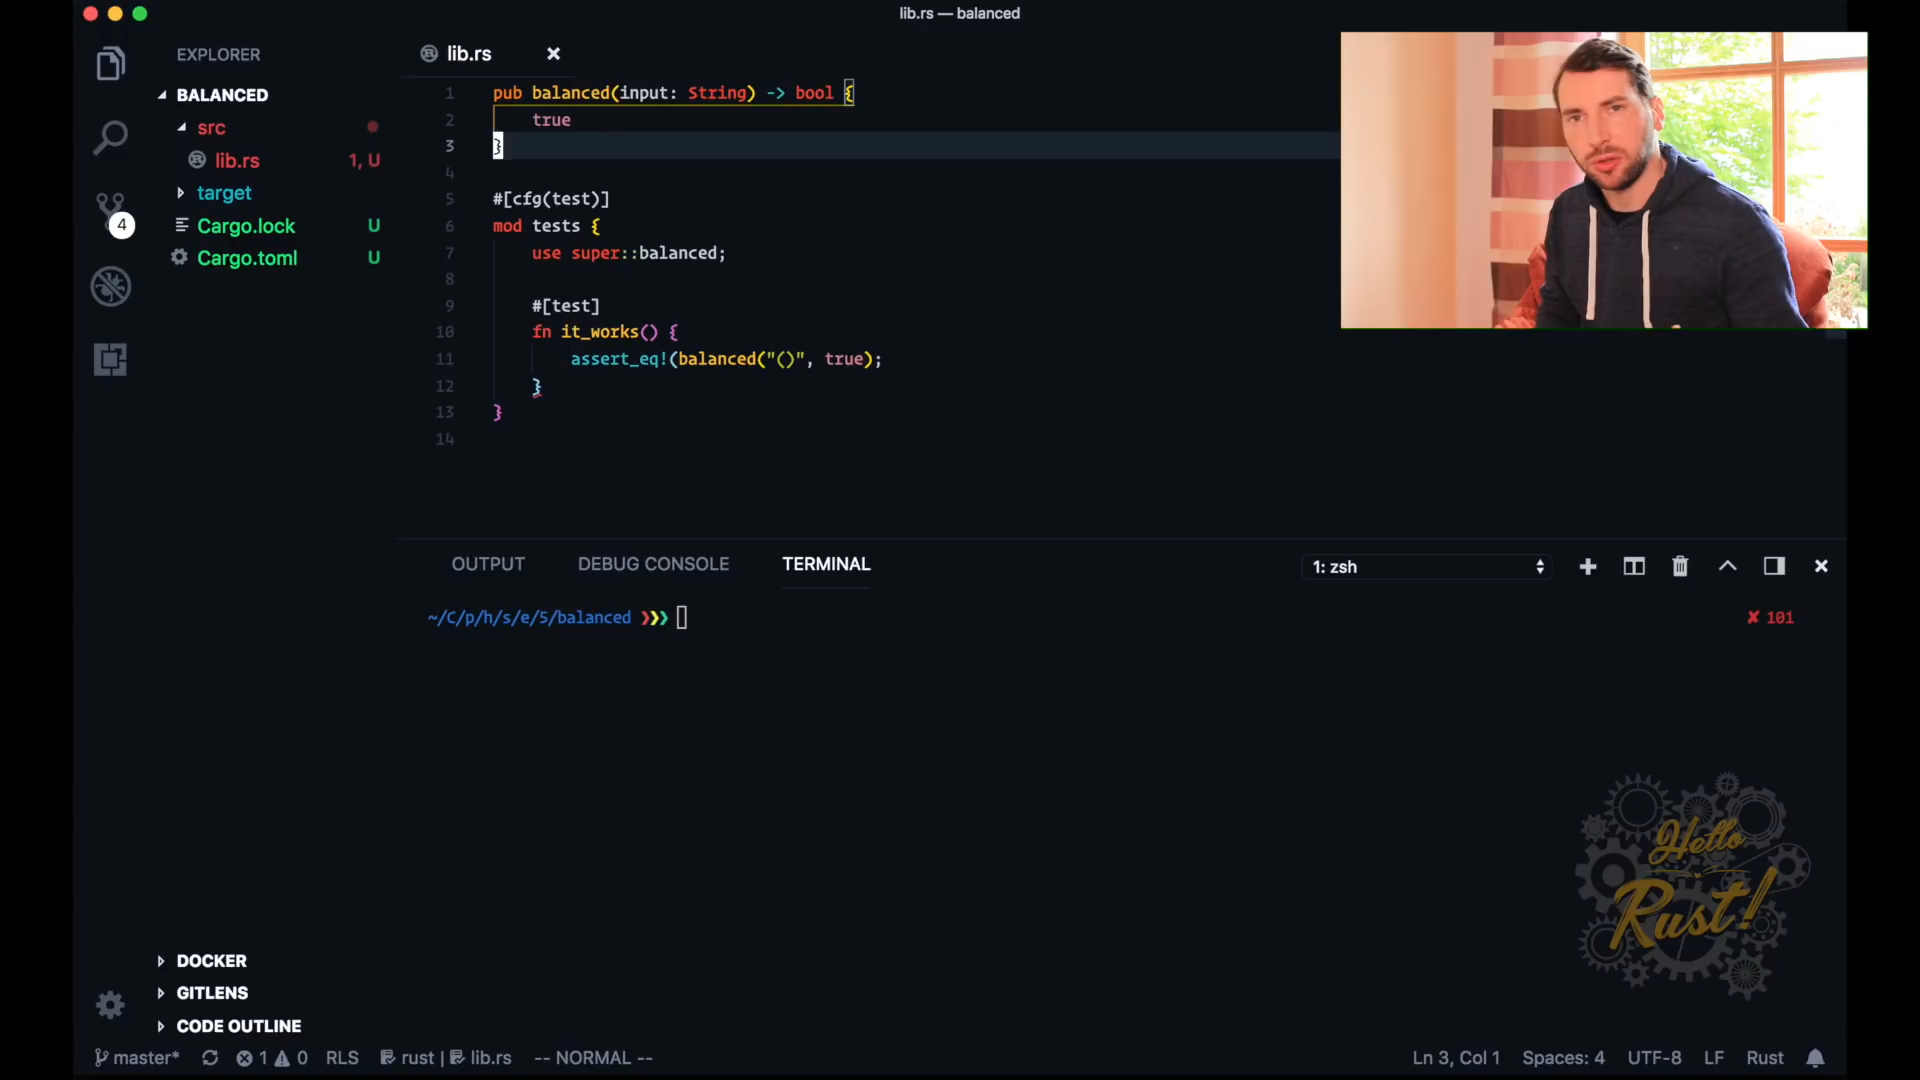 lib.rs — balanced
EXPLORER
BALANCED
src
lib.rs 1, U
target
Cargo.lock U
Cargo.toml U
4
DOCKER
GITLENS
CODE OUTLINE
lib.rs
1 pub balanced(input: String) -> bool {
2 true
3 }
4
5 #[cfg(test)]
6 mod tests {
7 use super::balanced;
8
9 #[test]
10 fn it_works() {
11 assert_eq!(balanced("()", true);
12 }
13 }
14
OUTPUT DEBUG CONSOLE TERMINAL 1: zsh
~/C/p/h/s/e/5/balanced ❯❯❯ ✘ 101
Hello
Rust!
master* 1 0 RLS rust | lib.rs -- NORMAL -- Ln 3, Col 1 Spaces: 4 UTF-8 LF Rust